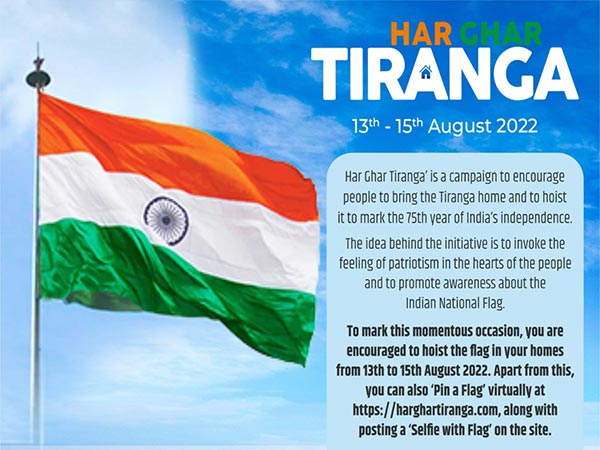 HAR GHAR
TIRANGA
13th - 15th August 2022
Har Ghar Tiranga’ is a campaign to encourage
people to bring the Tiranga home and to hoist
it to mark the 75th year of India’s independence.
The idea behind the initiative is to invoke the
feeling of patriotism in the hearts of the people
and to promote awareness about the
Indian National Flag.
To mark this momentous occasion, you are
encouraged to hoist the flag in your homes
from 13th to 15th August 2022. Apart from this,
you can also ‘Pin a Flag’ virtually at
https://harghartiranga.com, along with
posting a ‘Selfie with Flag’ on the site.